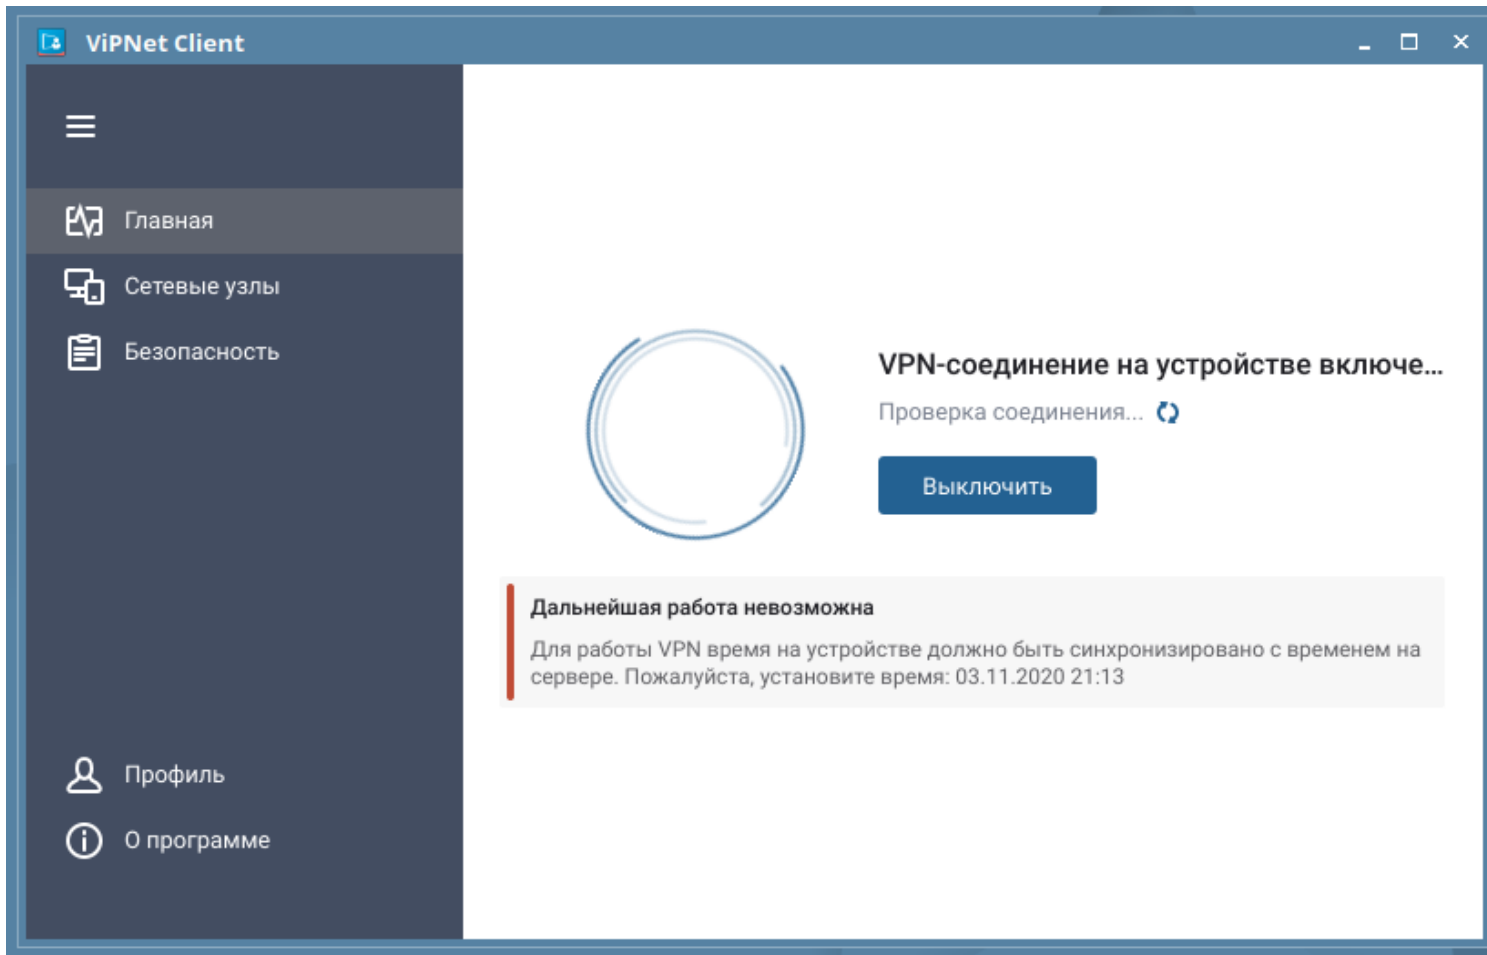 ViPNet Client
Главная
Сетевые узлы
Безопасность
VPN-соединение на устройстве включе...
Проверка соединения...
Выключить
Дальнейшая работа невозможна
Для работы VPN время на устройстве должно быть синхронизировано с временем на
сервере. Пожалуйста, установите время: 03.11.2020 21:13
Профиль
О программе